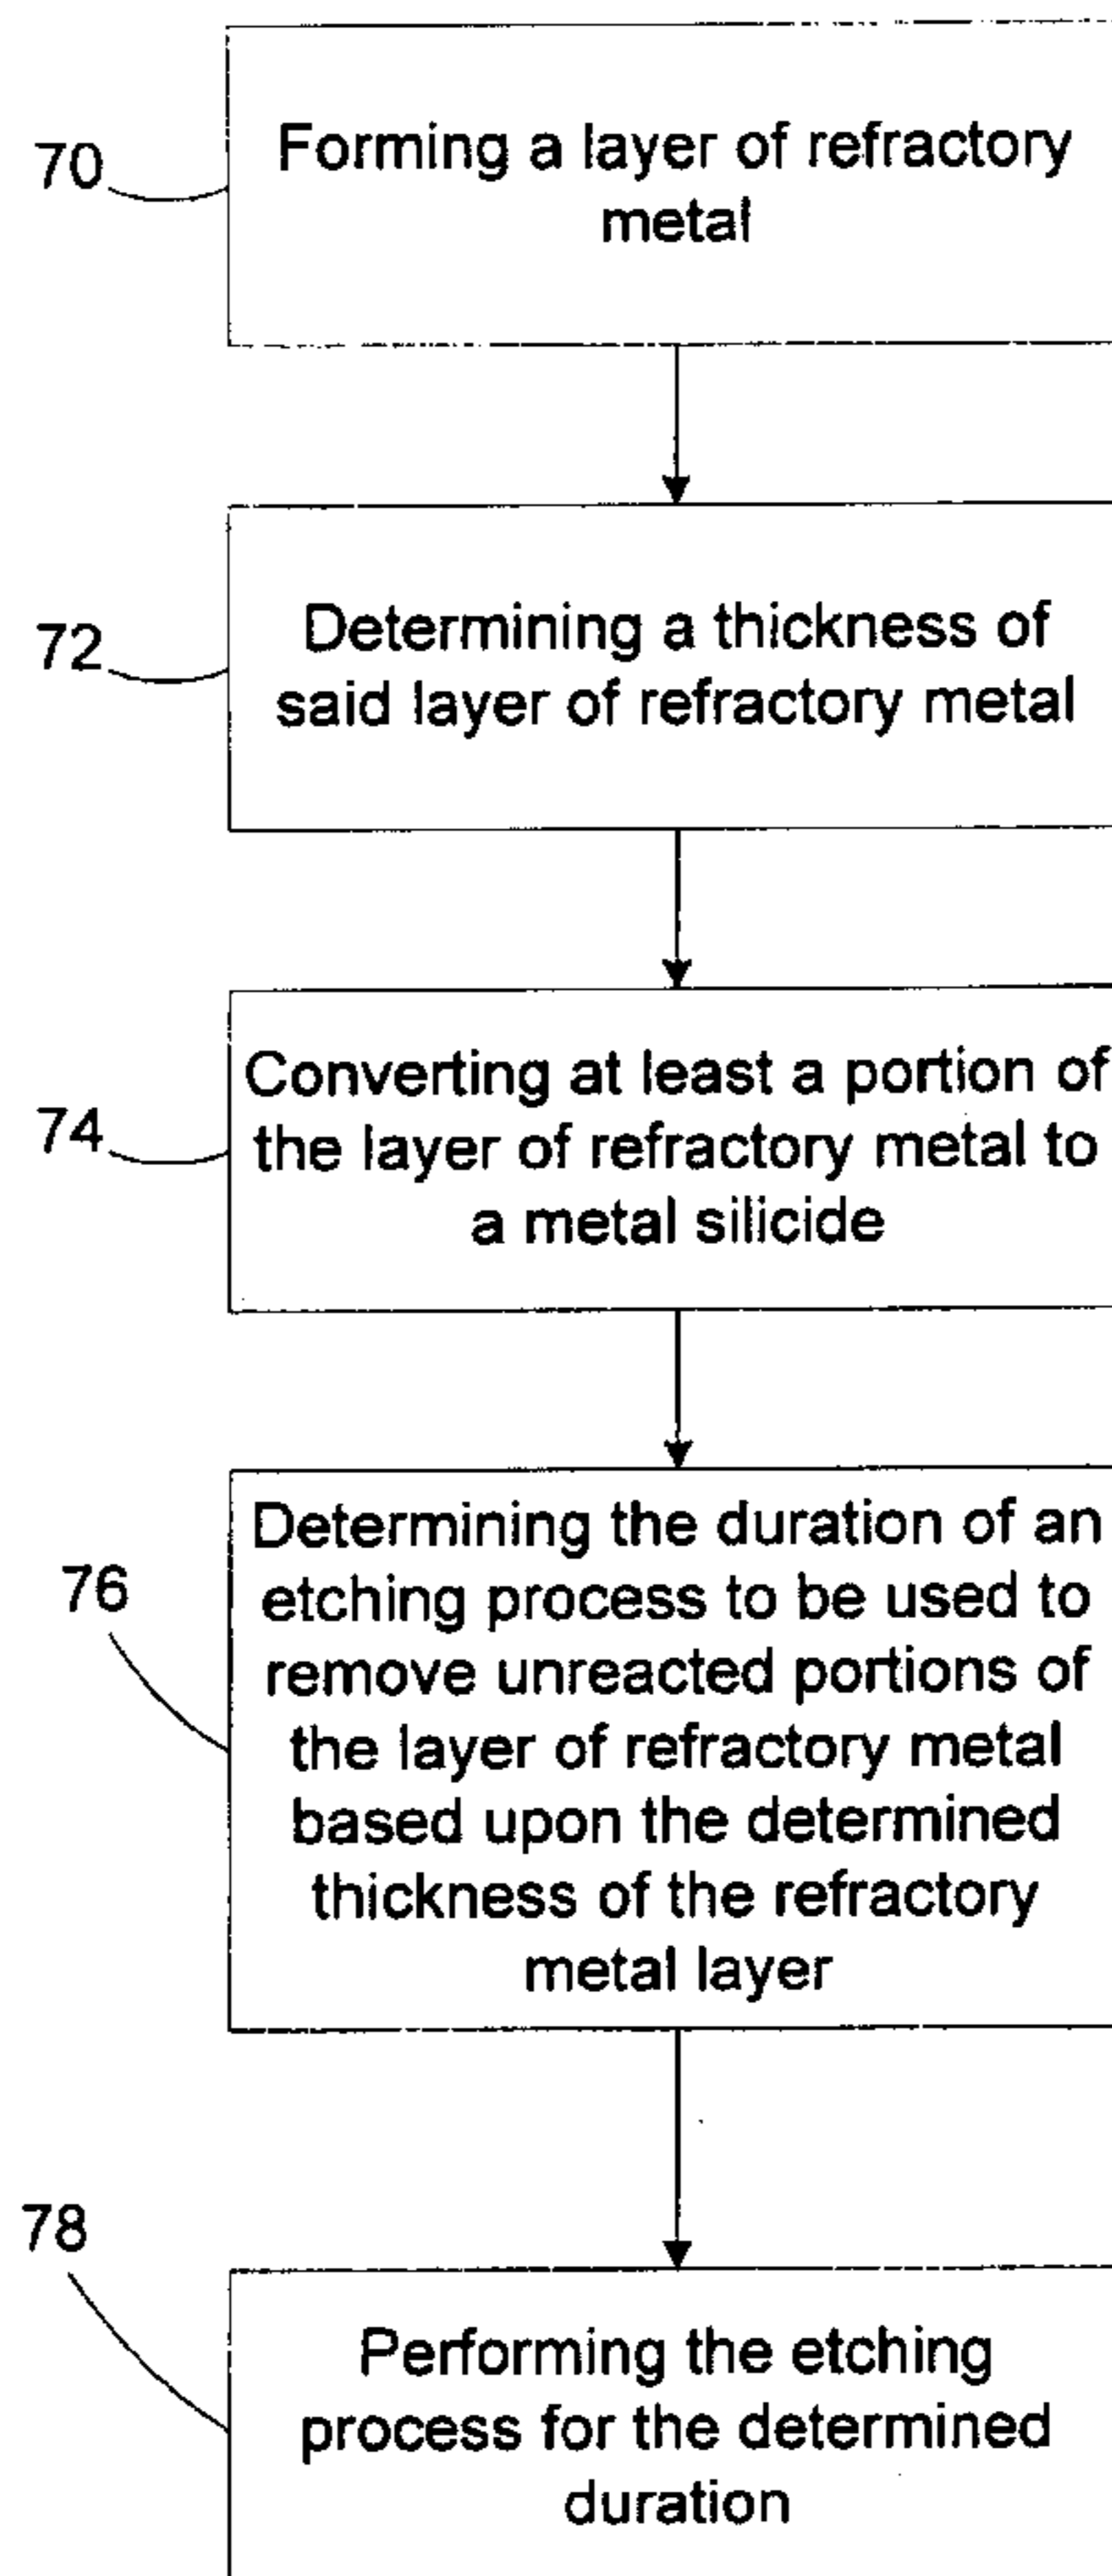 70
Forming a layer of refractory
metal
72
Determining a thickness of
said layer of refractory metal
74
Converting at least a portion of
the layer of refractory metal to
a metal silicide
76
Determining the duration of an
etching process to be used to
remove unreacted portions of
the layer of refractory metal
based upon the determined
thickness of the refractory
metal layer
78
Performing the etching
process for the determined
duration